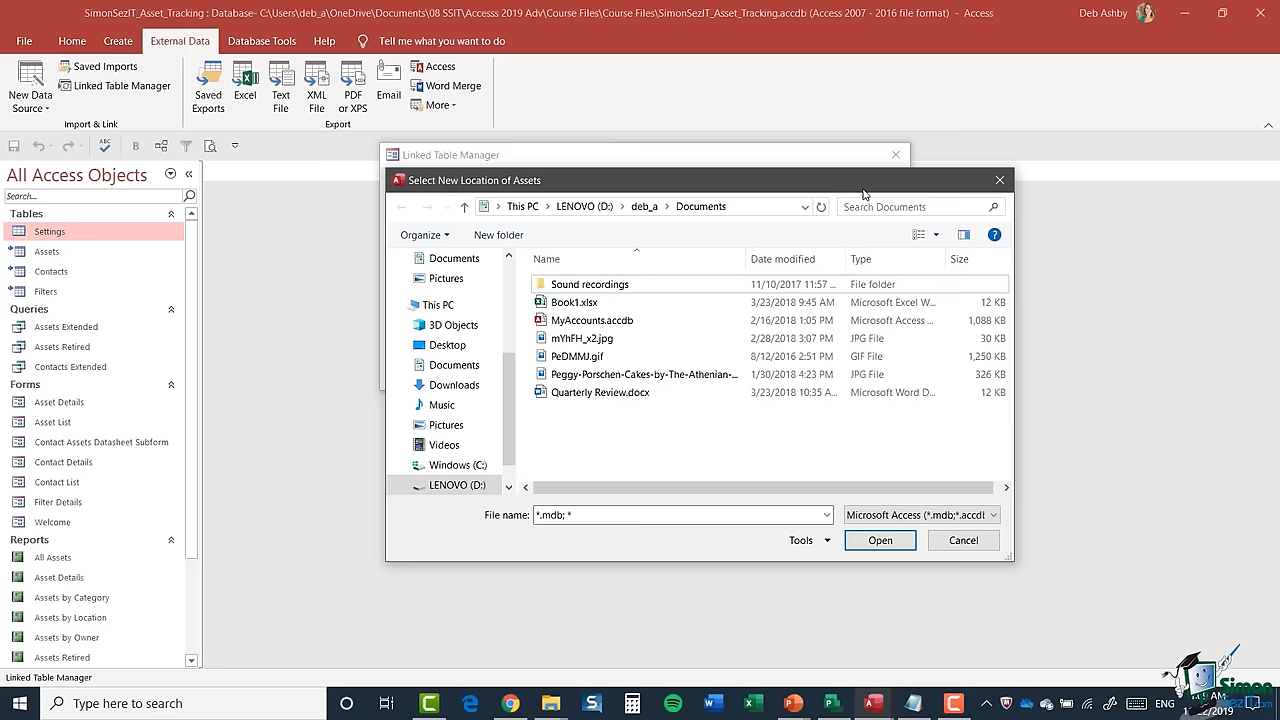 SimonSezIT_Asset_Tracking : Database- C:\Users\deb_a\OneDrive\Documents\08 SSIT\Accesss 2019 Adv\Course Files\Course Files\SimonSezIT_Asset_Tracking.accdb (Access 2007 - 2016 file format) - Access
Deb Ashby
File Home Create External Data Database Tools Help Tell me what you want to do
New Data Source
Saved Imports
Linked Table Manager
Import & Link
Saved Exports
Excel
Text File
XML File
PDF or XPS
Email
Access
Word Merge
More
Export
ABC
B
All Access Objects
Search...
Tables
Settings
Assets
Contacts
Filters
Queries
Assets Extended
Assets Retired
Contacts Extended
Forms
Asset Details
Asset List
Contact Assets Datasheet Subform
Contact Details
Contact List
Filter Details
Welcome
Reports
All Assets
Asset Details
Assets by Category
Assets by Location
Assets by Owner
Assets Retired
Linked Table Manager
Select New Location of Assets
This PC > LENOVO (D:) > deb_a > Documents
Search Documents
Organize New folder
Documents
Pictures
This PC
3D Objects
Desktop
Documents
Downloads
Music
Pictures
Videos
Windows (C:)
LENOVO (D:)
Name Date modified Type Size
Sound recordings 11/10/2017 11:57 ... File folder
Book1.xlsx 3/23/2018 9:45 AM Microsoft Excel W... 12 KB
MyAccounts.accdb 2/16/2018 1:05 PM Microsoft Access ... 1,088 KB
mYhFH_x2.jpg 2/28/2018 3:07 PM JPG File 30 KB
PeDMMJ.gif 8/12/2016 2:51 PM GIF File 1,250 KB
Peggy-Porschen-Cakes-by-The-Athenian-... 1/30/2018 4:23 PM JPG File 326 KB
Quarterly Review.docx 3/23/2018 10:35 A... Microsoft Word D... 12 KB
File name: *.mdb; *
Microsoft Access (*.mdb;*.accdb
Tools Open Cancel
Linked Table Manager
Type here to search
ENG
Simon